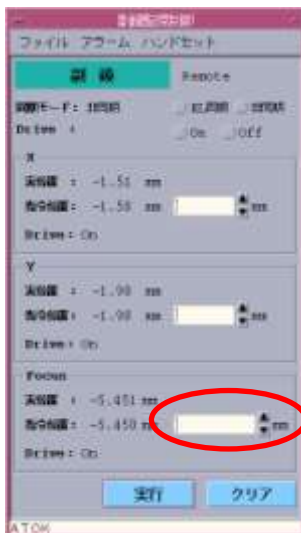 ファイル アラーム ハンドセット
副鏡 Remote
Drive :
On Off
X
実位置 : -1.51 mm
指令位置: -1.50 mm mm
Drive: On
Y
実位置 : -1.90 mm
指令位置: -1.90 mm mm
Drive: On
Focus
実位置 : -5.451 mm
指令位置: -5.450 mm mm
Drive: On
実行 クリア
ATOK